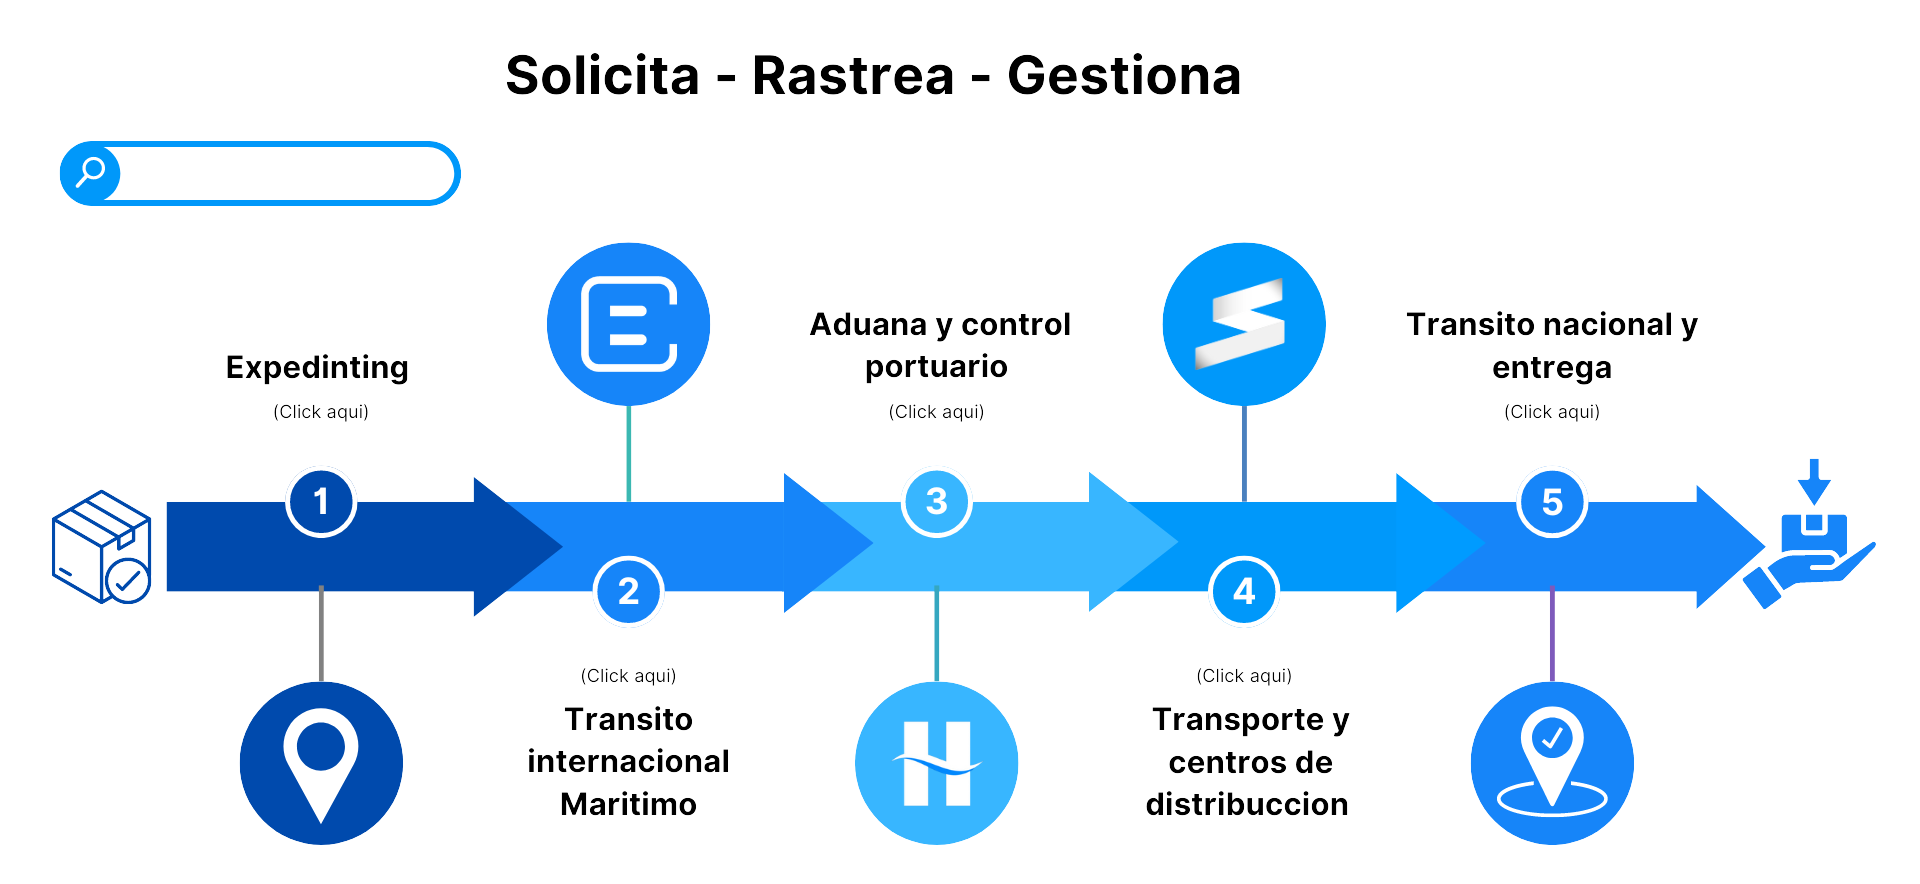 Solicita - Rastrea - Gestiona
Expedinting
(Click aqui)
1
E
2
(Click aqui)
Transito
internacional
Maritimo
Aduana y control
portuario
(Click aqui)
3
H
S
4
(Click aqui)
Transporte y
centros de
distribuccion
Transito nacional y
entrega
(Click aqui)
5